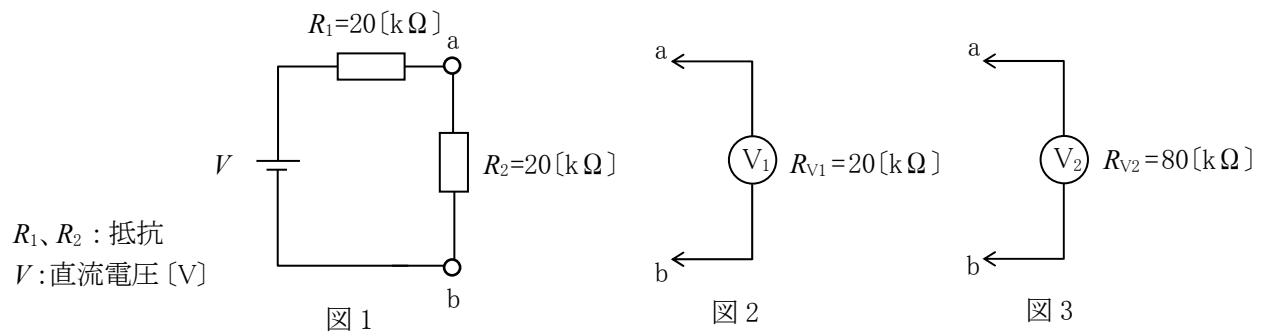 R1=20〔kΩ〕
a
V
R2=20〔kΩ〕
R1、R2：抵抗
V：直流電圧〔V〕
b
図1
a
V1
RV1=20〔kΩ〕
b
図2
a
V2
RV2=80〔kΩ〕
b
図3